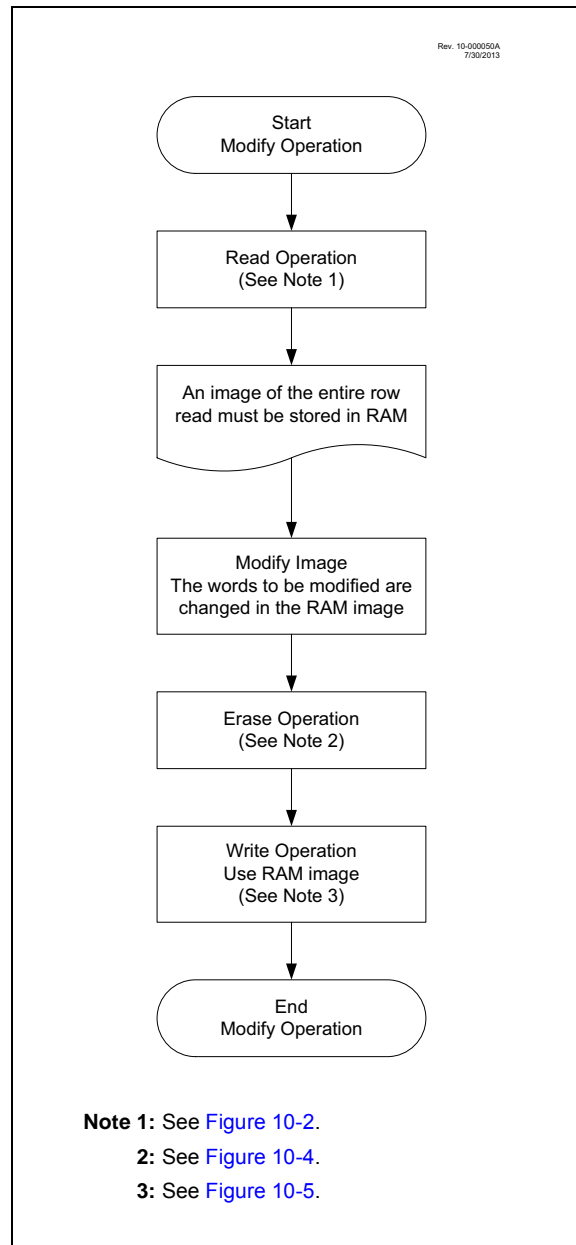 Rev. 10-000050A
7/30/2013
Start
Modify Operation
Read Operation
(See Note 1)
An image of the entire row
read must be stored in RAM
Modify Image
The words to be modified are
changed in the RAM image
Erase Operation
(See Note 2)
Write Operation
Use RAM image
(See Note 3)
End
Modify Operation
Note 1: See Figure 10-2.
2: See Figure 10-4.
3: See Figure 10-5.